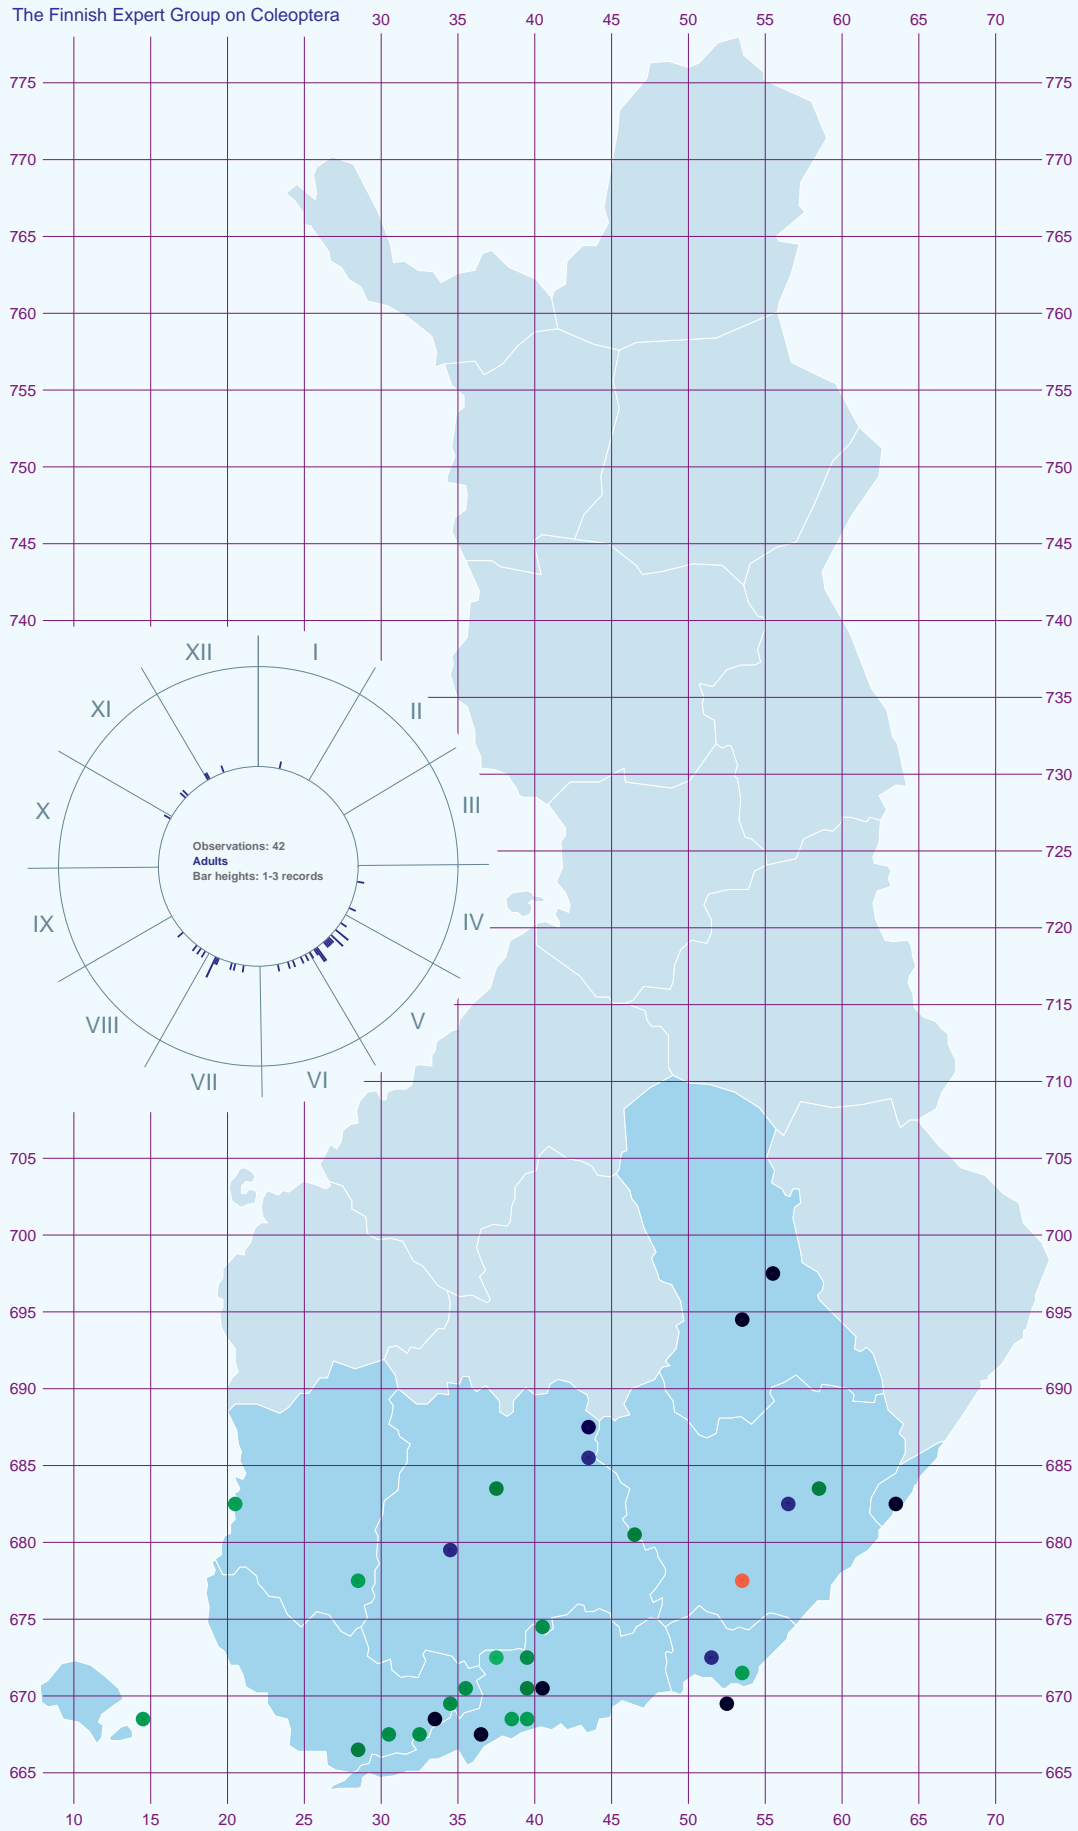 The Finnish Expert Group on Coleoptera 30 35 40 45 50 55 60 65 70
775 775
770 770
765 765
760 760
755 755
750 750
745 745
740 740
735
730
725
720
715
710
XII I
XI II
X III
IX IV
VIII V
VII VI
Observations: 42
Adults
Bar heights: 1-3 records
705 705
700 700
695 695
690 690
685 685
680 680
675 675
670 670
665 665
10 15 20 25 30 35 40 45 50 55 60 65 70